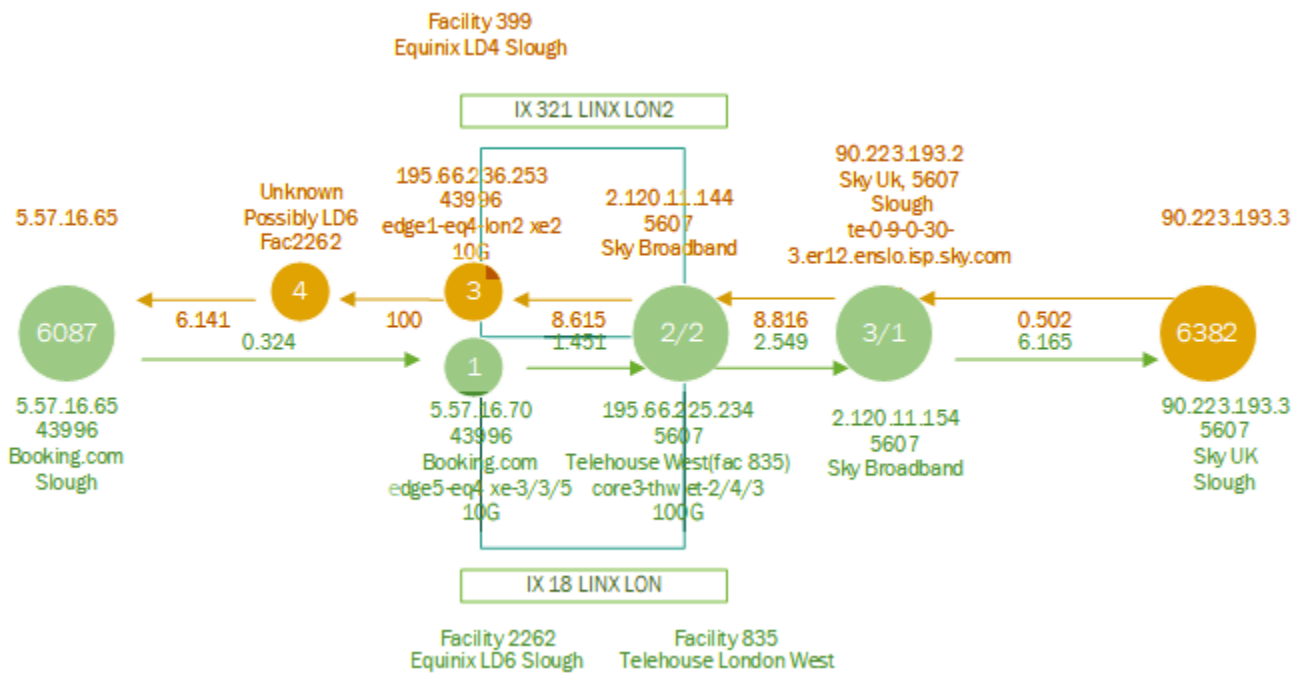 Facility 399
Equinix LD4 Slough
IX 321 LINX LON2
5.57.16.65
Unknown
Possibly LD6
Fac2262
195.66.236.253
43996
edge1-eq4-lon2 xe2
10G
2.120.11.144
5607
Sky Broadband
90.223.193.2
Sky Uk, 5607
Slough
te-0-9-0-30-
3.er12.enslo.isp.sky.com
90.223.193.3
6087
4
3
1
2/2
3/1
6382
6.141
100
8.615
8.816
0.502
0.324
1.451
2.549
6.165
5.57.16.65
43996
Booking.com
Slough
5.57.16.70
43996
Booking.com
edge5-eq4 xe-3/3/5
10G
195.66.225.234
5607
Telehouse West(fac 835)
core3-thw et-2/4/3
100G
2.120.11.154
5607
Sky Broadband
90.223.193.3
5607
Sky UK
Slough
IX 18 LINX LON
Facility 2262
Equinix LD6 Slough
Facility 835
Telehouse London West